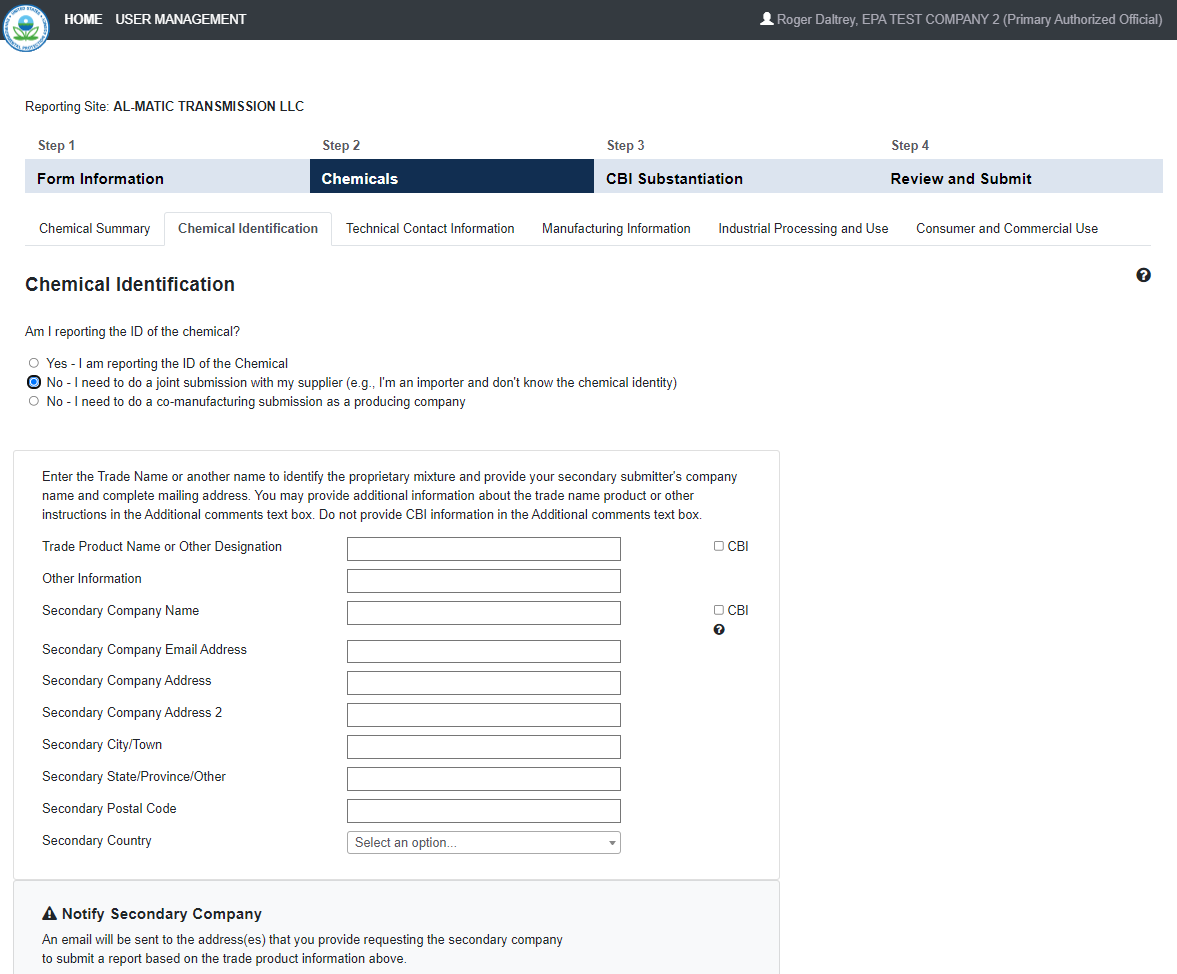 HOME USER MANAGEMENT Roger Daltrey, EPA TEST COMPANY 2 (Primary Authorized Official)
Reporting Site: AL-MATIC TRANSMISSION LLC
Step 1 Step 2 Step 3 Step 4
Form Information Chemicals CBI Substantiation Review and Submit
Chemical Summary Chemical Identification Technical Contact Information Manufacturing Information Industrial Processing and Use Consumer and Commercial Use
Chemical Identification
Am I reporting the ID of the chemical?
Yes - I am reporting the ID of the Chemical
No - I need to do a joint submission with my supplier (e.g., I'm an importer and don't know the chemical identity)
No - I need to do a co-manufacturing submission as a producing company
Enter the Trade Name or another name to identify the proprietary mixture and provide your secondary submitter's company
name and complete mailing address. You may provide additional information about the trade name product or other
instructions in the Additional comments text box. Do not provide CBI information in the Additional comments text box.
Trade Product Name or Other Designation CBI
Other Information
Secondary Company Name CBI
Secondary Company Email Address
Secondary Company Address
Secondary Company Address 2
Secondary City/Town
Secondary State/Province/Other
Secondary Postal Code
Secondary Country Select an option...
Notify Secondary Company
An email will be sent to the address(es) that you provide requesting the secondary company
to submit a report based on the trade product information above.